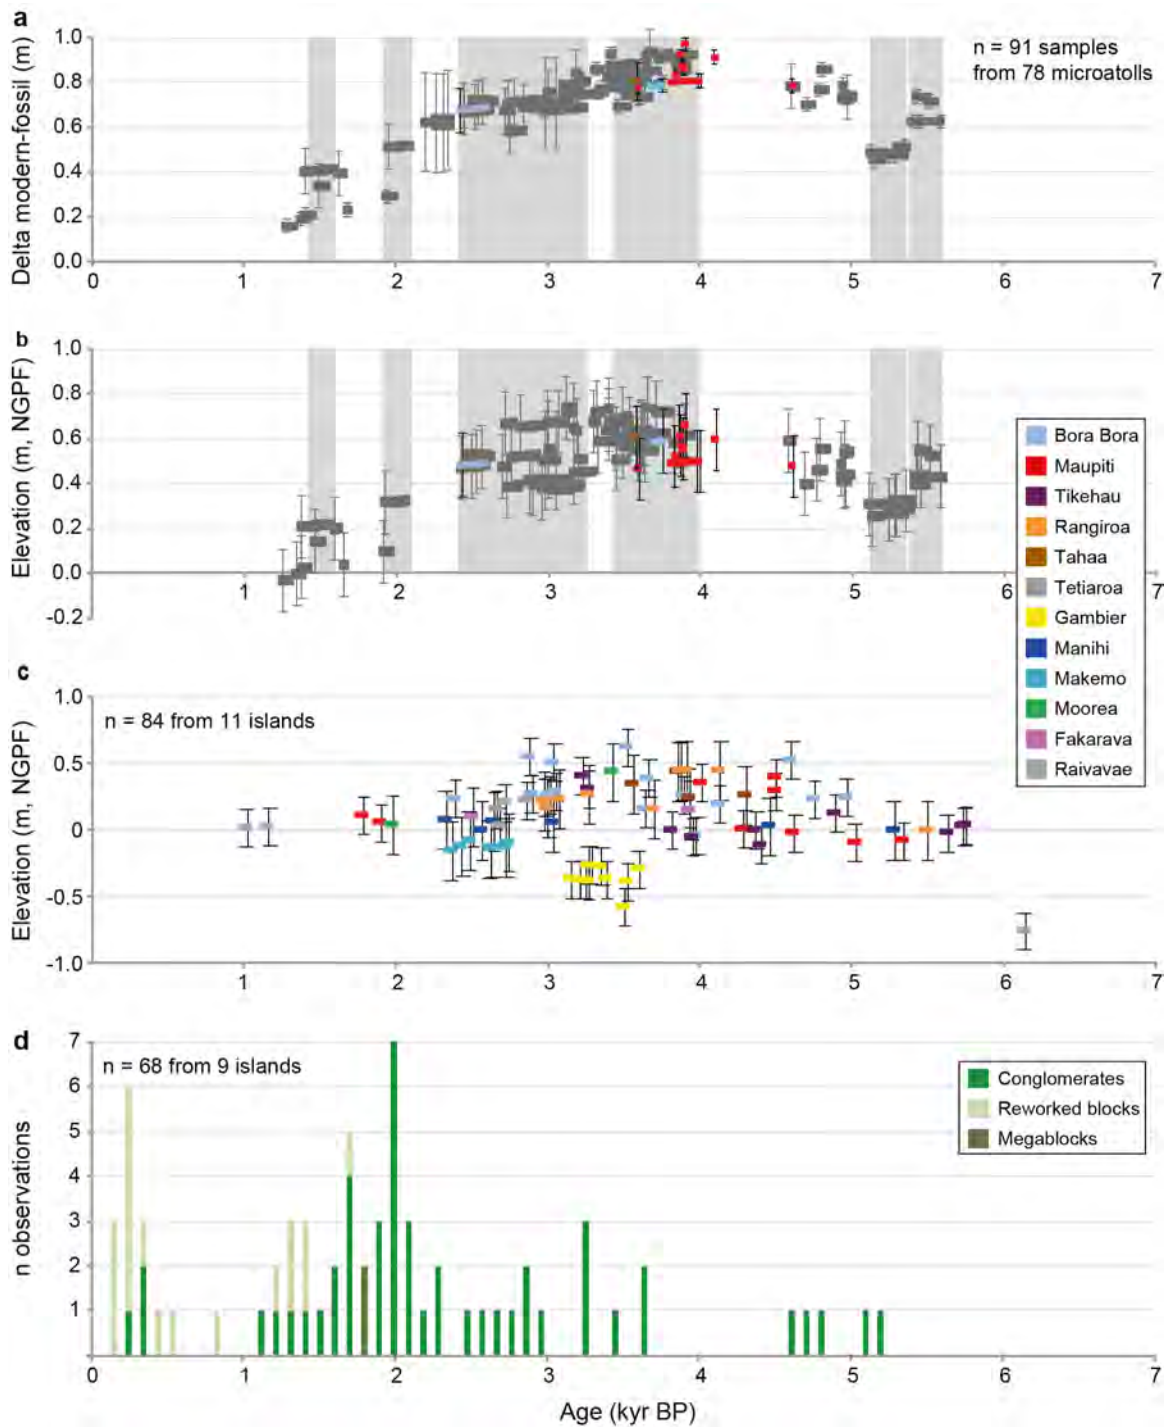 a
Delta modern-fossil (m)
1.0
0.8
0.6
0.4
0.2
0.0
n = 91 samples
from 78 microatolls
0 1 2 3 4 5 6 7
b
Elevation (m, NGPF)
1.0
0.8
0.6
0.4
0.2
0.0
-0.2
1 2 3 4 5 6 7
Bora Bora
Maupiti
Tikehau
Rangiroa
Tahaa
Tetiaroa
Gambier
Manihi
Makemo
Moorea
Fakarava
Raivavae
c
Elevation (m, NGPF)
1.0
0.5
0
-0.5
-1.0
n = 84 from 11 islands
1 2 3 4 5 6 7
d
n observations
7
6
5
4
3
2
1
n = 68 from 9 islands
Conglomerates
Reworked blocks
Megablocks
0 1 2 3 4 5 6 7
Age (kyr BP)